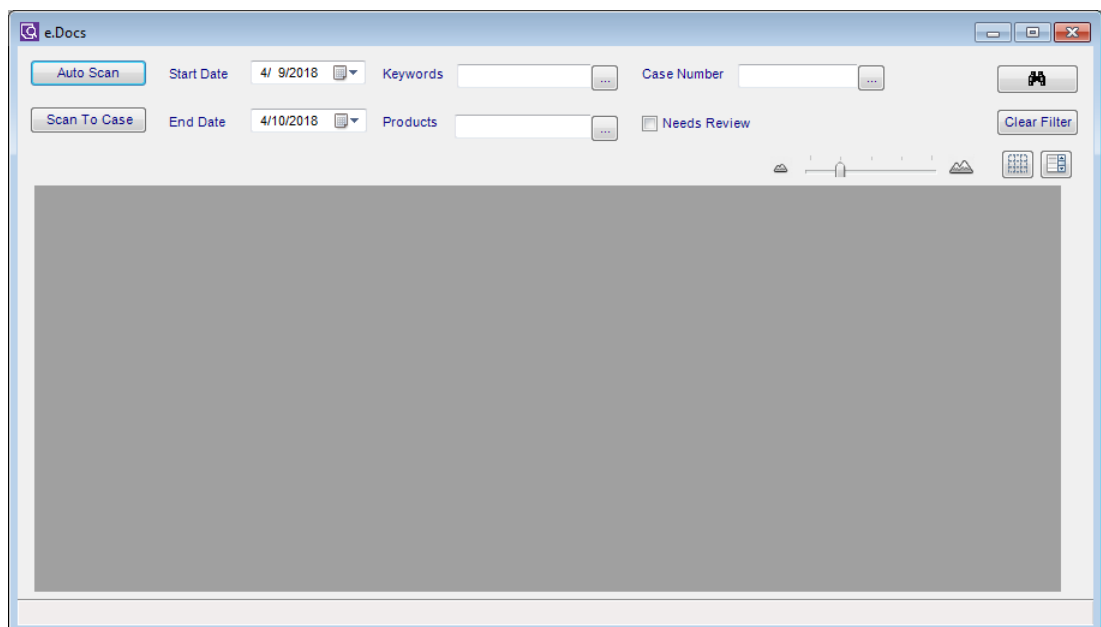 e.Docs
Auto Scan Start Date 4/ 9/2018 Keywords ... Case Number ...
Scan To Case End Date 4/10/2018 Products ... Needs Review Clear Filter